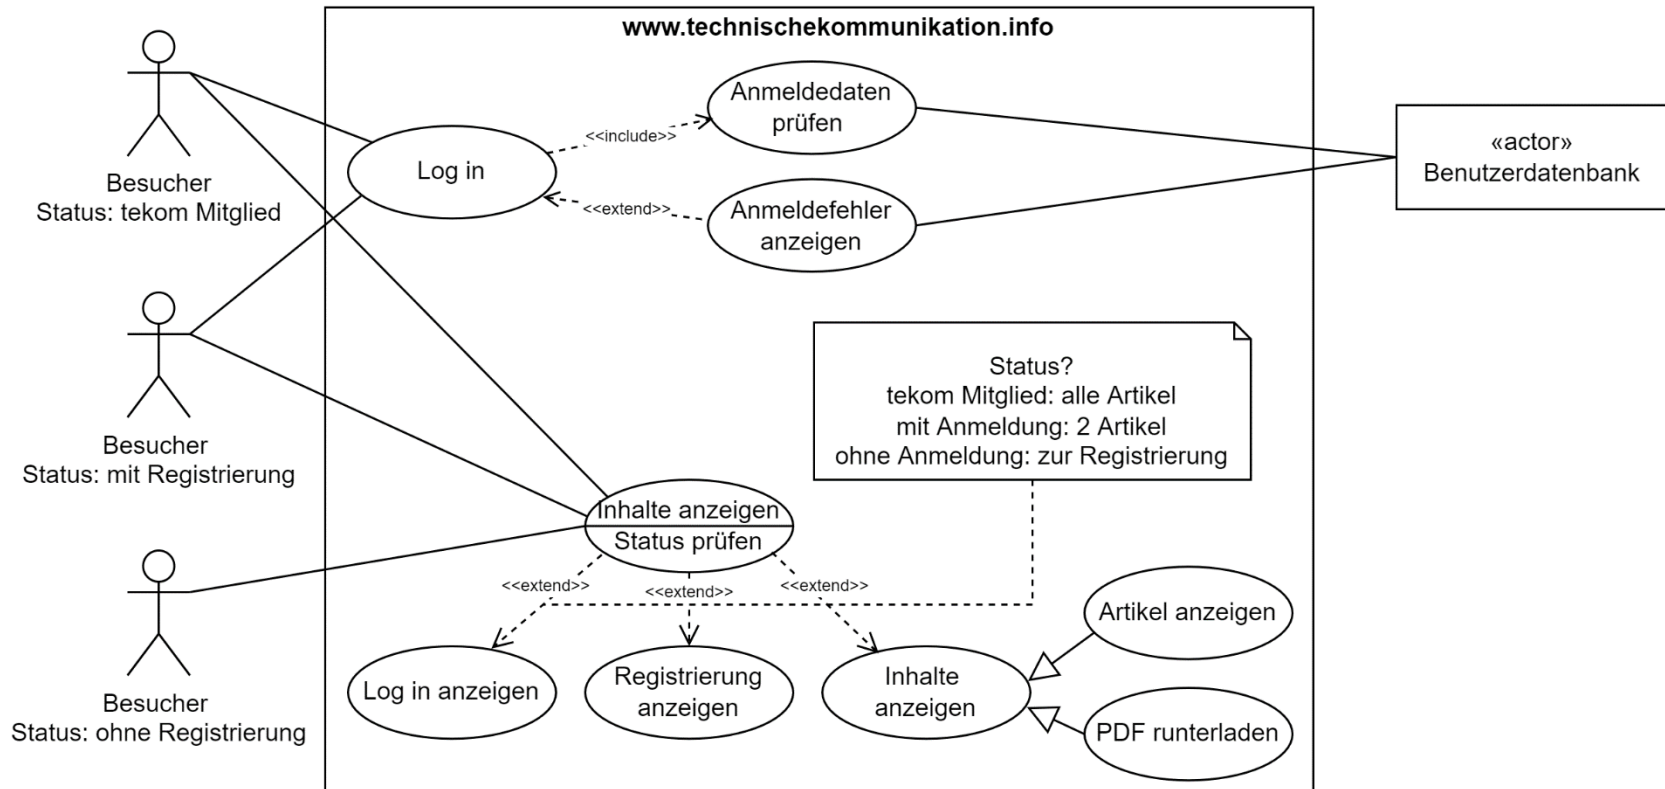 www.technischekommunikation.info
Besucher
Status: tekom Mitglied
Log in
<<include>>
Anmeldedaten
prüfen
<<extend>>
Anmeldefehler
anzeigen
«actor»
Benutzerdatenbank
Besucher
Status: mit Registrierung
Status?
tekom Mitglied: alle Artikel
mit Anmeldung: 2 Artikel
ohne Anmeldung: zur Registrierung
Inhalte anzeigen
Status prüfen
<<extend>>
<<extend>>
<<extend>>
Besucher
Status: ohne Registrierung
Log in anzeigen
Registrierung
anzeigen
Inhalte
anzeigen
Artikel anzeigen
PDF runterladen